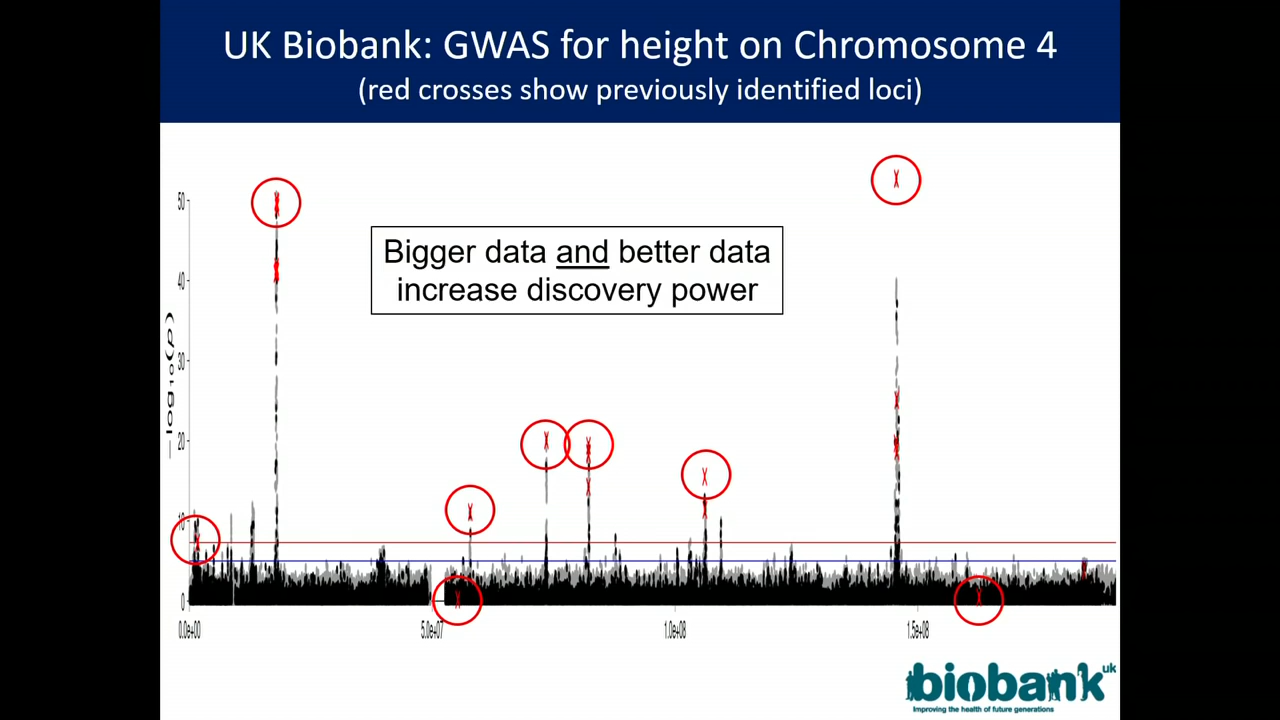 UK Biobank: GWAS for height on Chromosome 4
(red crosses show previously identified loci)
Bigger data and better data
increase discovery power
50
40
30
20
10
0
—log10(p)
0.0e+00
5.0e+07
1.0e+08
1.5e+08
biobank uk
Improving the health of future generations